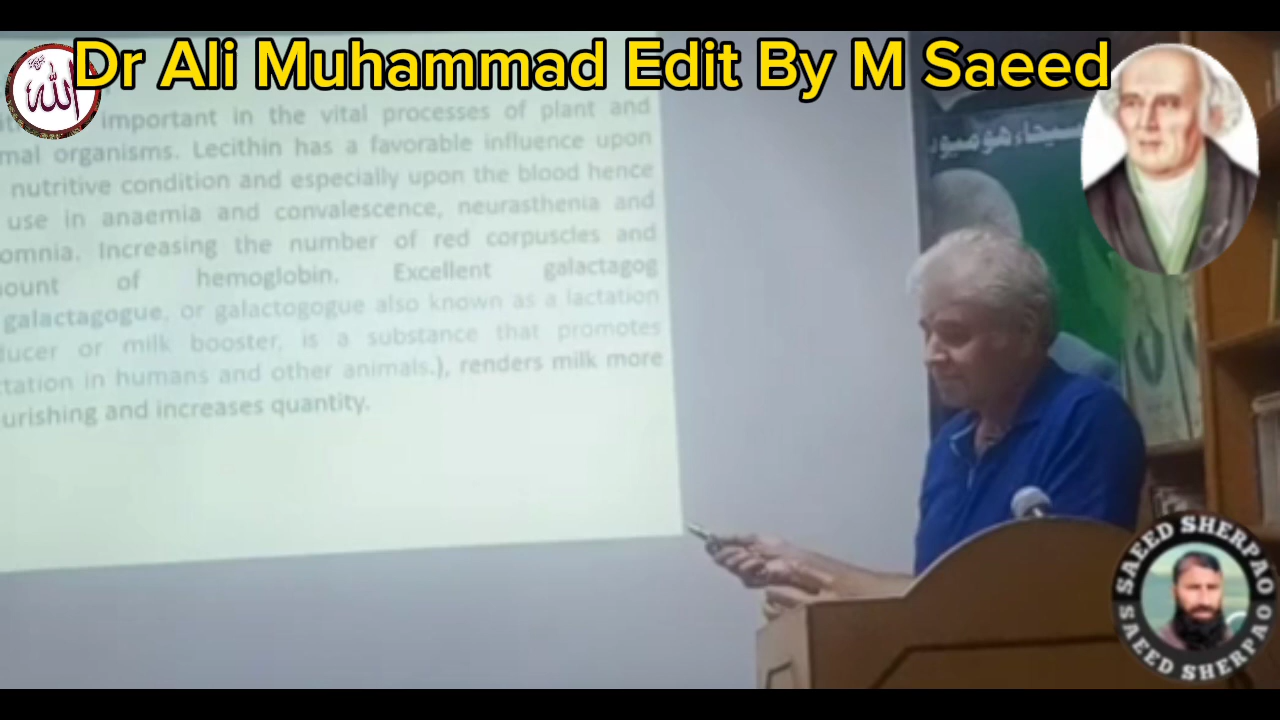 Dr Ali Muhammad Edit By M Saeed
الله
important in the vital processes of plant and
organisms. Lecithin has a favorable influence upon
nutritive condition and especially upon the blood hence
use in anaemia and convalescence, neurasthenia and
omnia. Increasing the number of red corpuscles and
ount of hemoglobin. Excellent galactagog
galactagogue, or galactogogue also known as a lactation
ducer or milk booster, is a substance that promotes
tation in humans and other animals.), renders milk more
urishing and increases quantity.
SAEED SHERPAO
SAEED SHERPAO